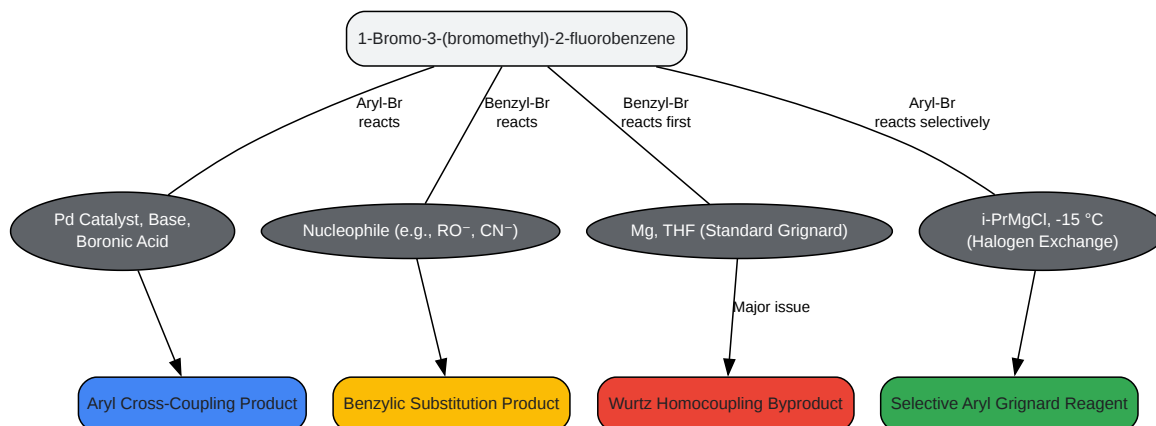 1-Bromo-3-(bromomethyl)-2-fluorobenzene
Aryl-Br
reacts
Benzyl-Br
reacts
Benzyl-Br
reacts first
Aryl-Br
reacts selectively
Pd Catalyst, Base,
Boronic Acid
Nucleophile (e.g., RO⁻, CN⁻)
Mg, THF (Standard Grignard)
i-PrMgCl, -15 °C
(Halogen Exchange)
Major issue
Aryl Cross-Coupling Product
Benzylic Substitution Product
Wurtz Homocoupling Byproduct
Selective Aryl Grignard Reagent